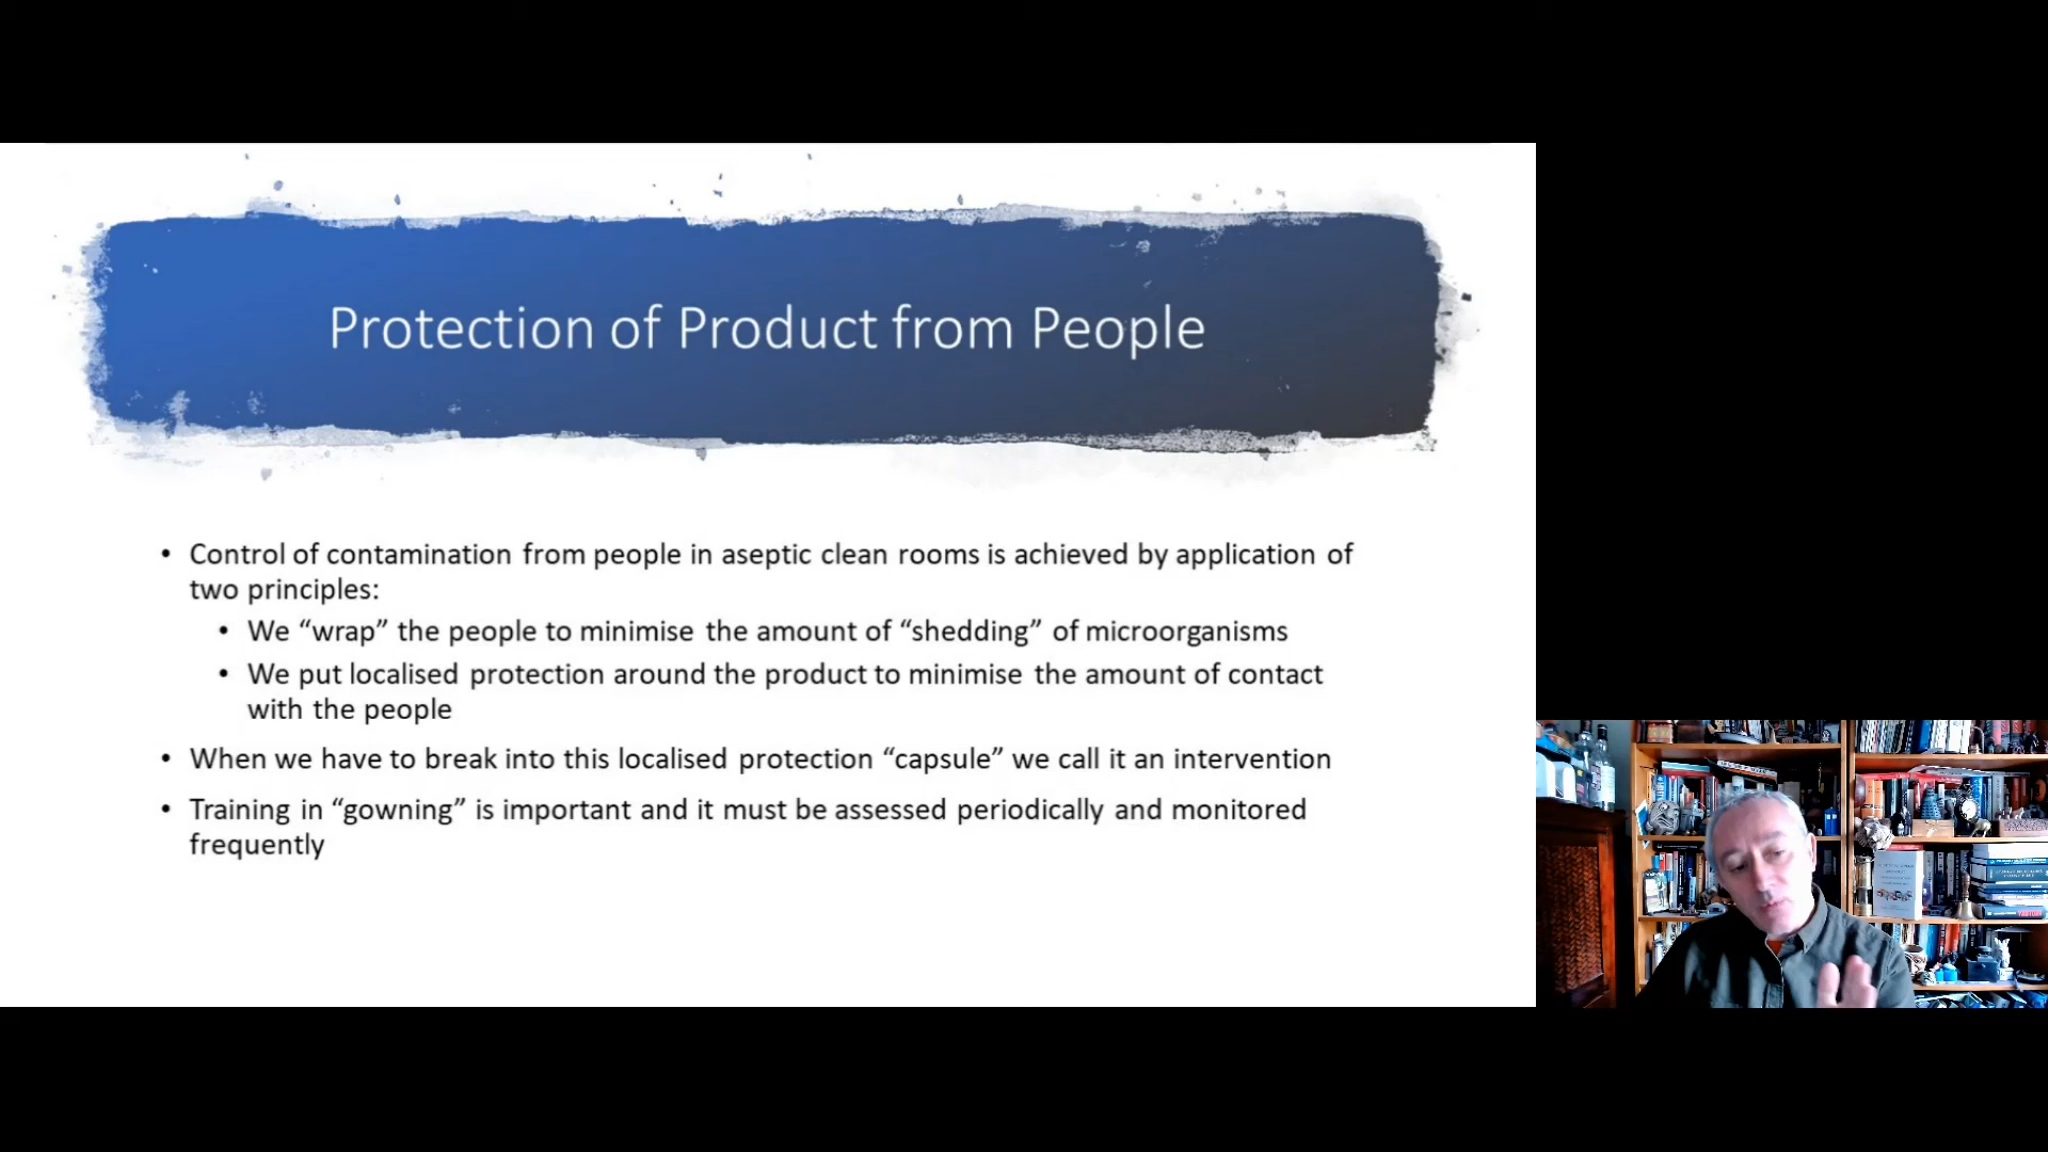 Protection of Product from People
• Control of contamination from people in aseptic clean rooms is achieved by application of
two principles:
• We “wrap” the people to minimise the amount of “shedding” of microorganisms
• We put localised protection around the product to minimise the amount of contact
with the people
• When we have to break into this localised protection “capsule” we call it an intervention
• Training in “gowning” is important and it must be assessed periodically and monitored
frequently